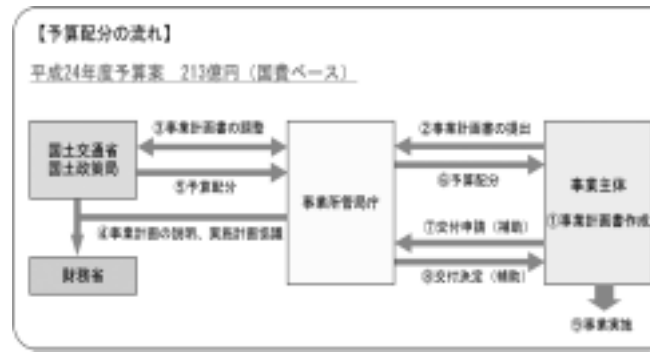 【予算配分の流れ】
平成24年度予算案 213億円（国費ベース）
③事業計画書の調整
②事業計画書の提出
国土交通省
国土政策局
⑤予算配分
⑥予算配分
事業所管局庁
事業主体
①事業計画書作成
④事業計画の説明、実施計画協議
⑦交付申請（補助）
財務省
⑧交付決定（補助）
⑨事業実施